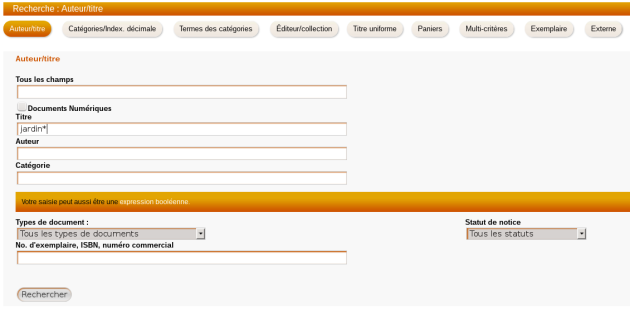 Recherche : Auteur/titre
Auteur/titre Catégories/Index. décimale Termes des catégories Éditeur/collection Titre uniforme Paniers Multi-critères Exemplaire Externe
Auteur/titre
Tous les champs
Documents Numériques
Titre
jardin*
Auteur
Catégorie
Votre saisie peut aussi être une expression booléenne.
Types de document : Statut de notice
Tous les types de documents Tous les statuts
No. d'exemplaire, ISBN, numéro commercial
Rechercher